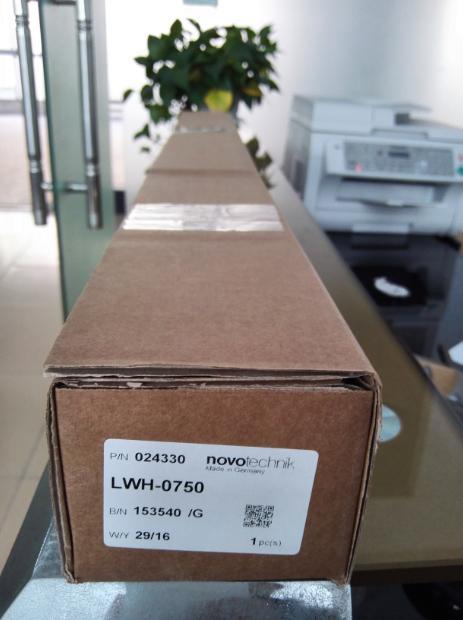 P/N 024330 novotechnik
Made in Germany
LWH-0750
B/N 153540 /G
W/Y 29/16
1 pc(s)